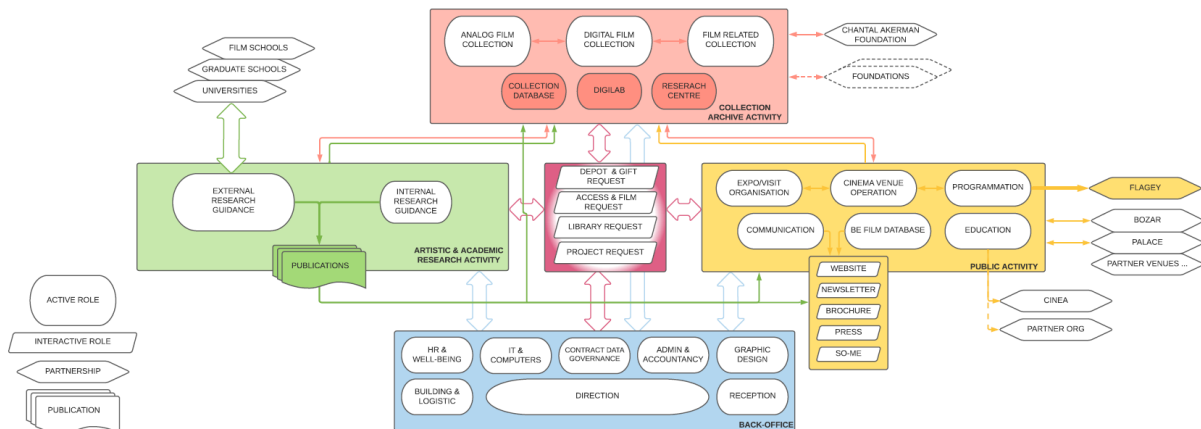 FILM SCHOOLS
GRADUATE SCHOOLS
UNIVERSITIES
ANALOG FILM
COLLECTION
DIGITAL FILM
COLLECTION
FILM RELATED
COLLECTION
COLLECTION
DATABASE
DIGILAB
RESERACH
CENTRE
COLLECTION
ARCHIVE ACTIVITY
CHANTAL AKERMAN
FOUNDATION
FOUNDATIONS
EXTERNAL
RESEARCH
GUIDANCE
INTERNAL
RESEARCH
GUIDANCE
ARTISTIC & ACADEMIC
RESEARCH ACTIVITY
PUBLICATIONS
DEPOT & GIFT
REQUEST
ACCESS & FILM
REQUEST
LIBRARY REQUEST
PROJECT REQUEST
EXPO/VISIT
ORGANISATION
CINEMA VENUE
OPERATION
PROGRAMMATION
COMMUNICATION
BE FILM DATABASE
EDUCATION
PUBLIC ACTIVITY
FLAGEY
BOZAR
PALACE
PARTNER VENUES ...
CINEA
PARTNER ORG
WEBSITE
NEWSLETTER
BROCHURE
PRESS
SO-ME
ACTIVE ROLE
INTERACTIVE ROLE
PARTNERSHIP
PUBLICATION
HR &
WELL-BEING
IT &
COMPUTERS
CONTRACT DATA
GOVERNANCE
ADMIN &
ACCOUNTANCY
GRAPHIC
DESIGN
BUILDING &
LOGISTIC
DIRECTION
RECEPTION
BACK-OFFICE